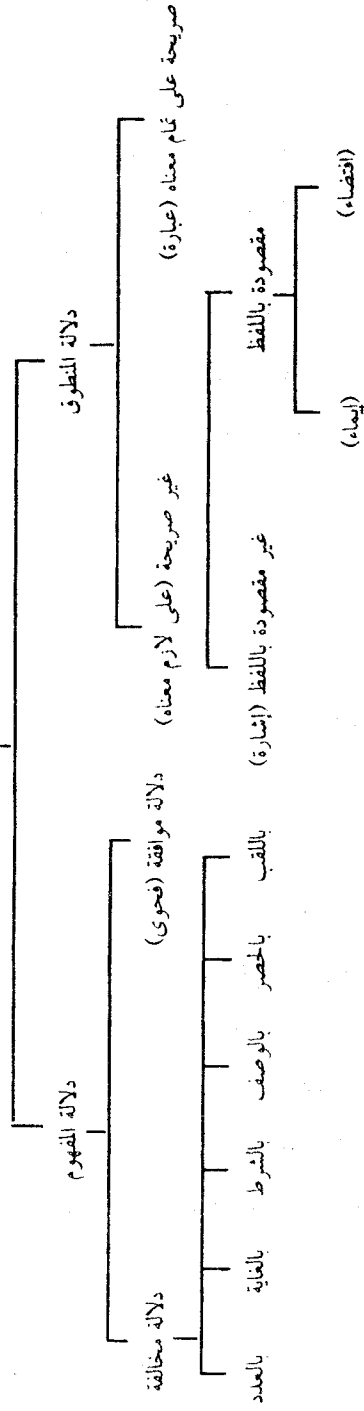 دلالة المنطوق
دلالة المفهوم
صريحة على تمام معناه (عبارة)
غير صريحة (على لازم معناه)
دلالة موافقة (فحوى)
دلالة مخالفة
مقصودة باللفظ
غير مقصودة باللفظ (إشارة)
باللقب
بالحصر
بالوصف
بالشرط
بالغاية
بالعدد
(اقتضاء)
(إيماء)